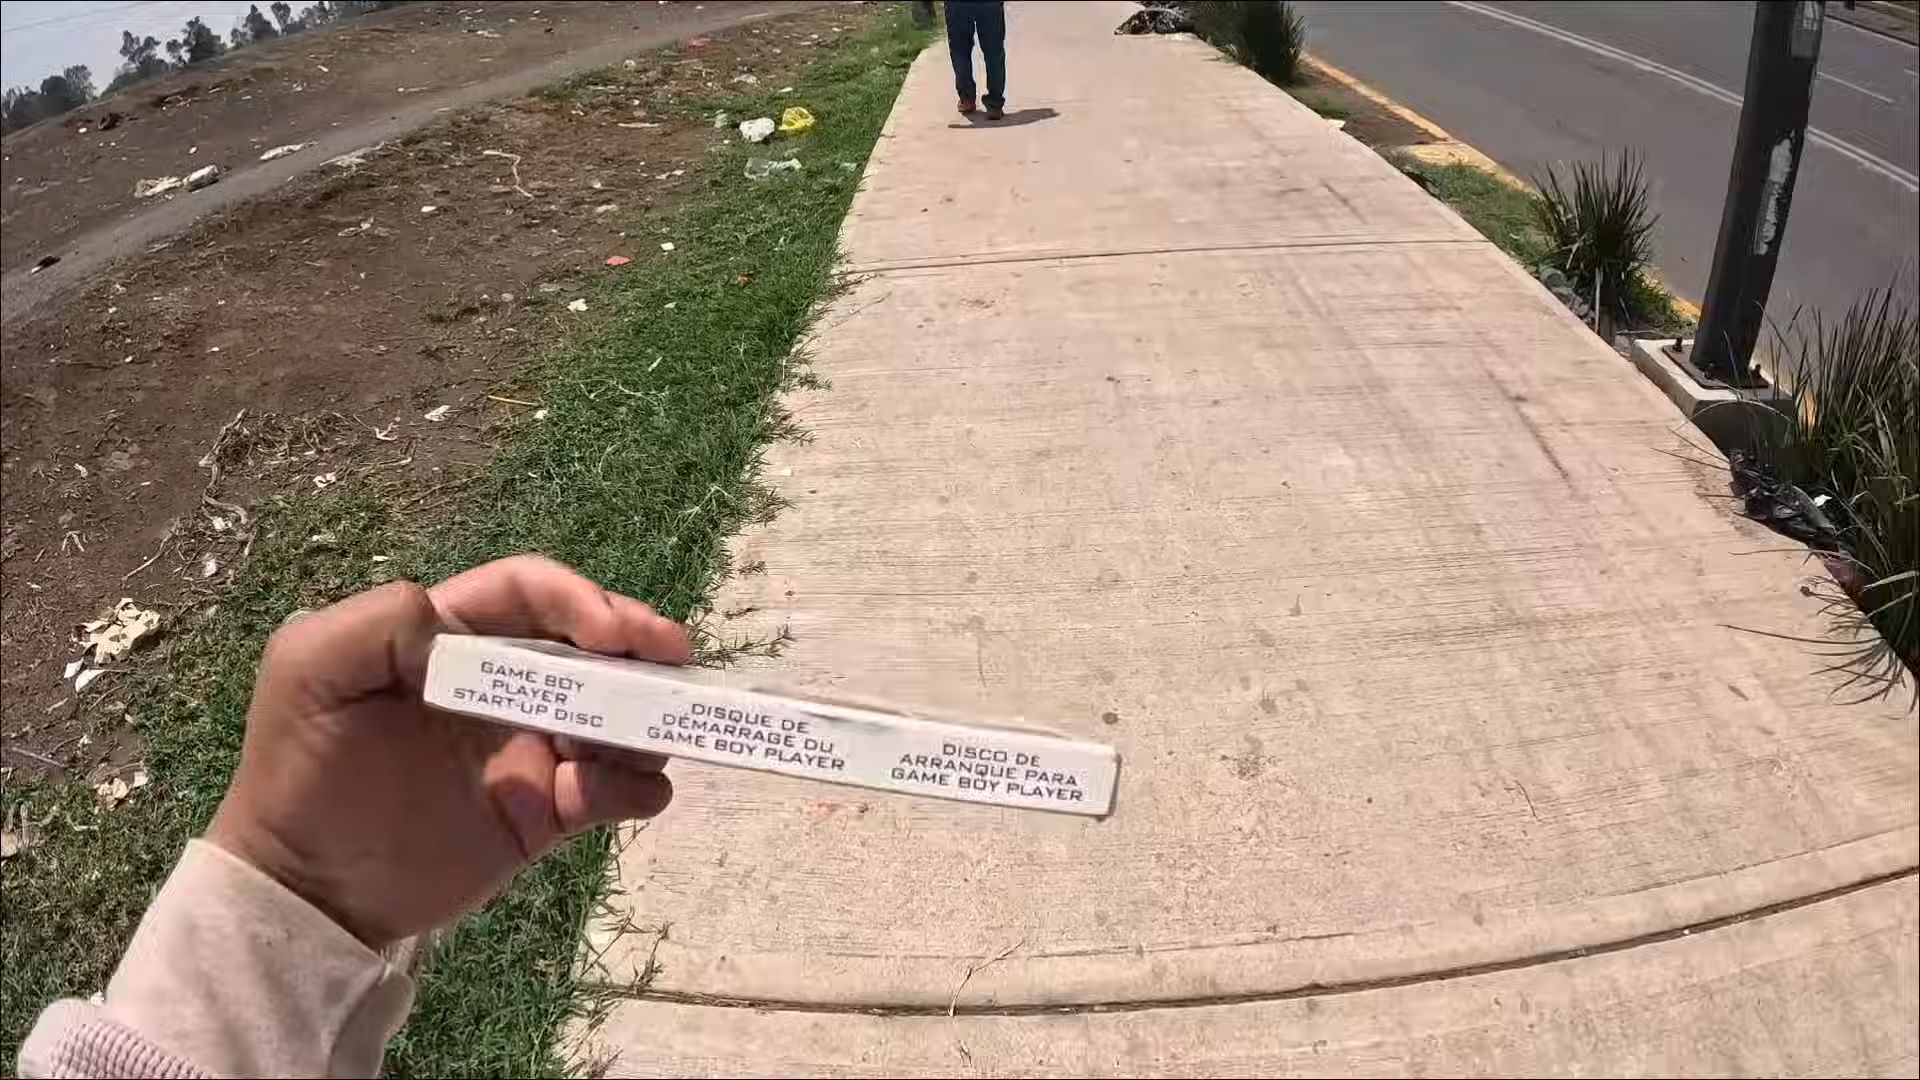 GAME BOY
PLAYER
START-UP DISC
DISQUE DE
DÉMARRAGE DU
GAME BOY PLAYER
DISCO DE
ARRANQUE PARA
GAME BOY PLAYER